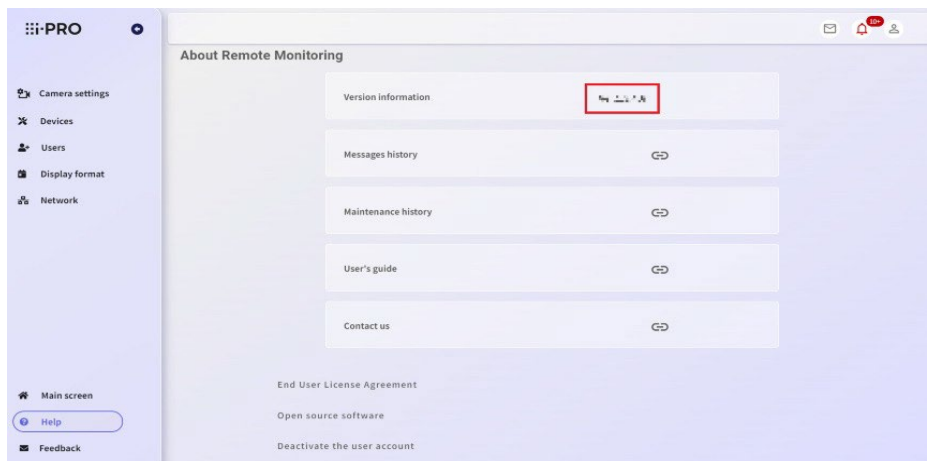 i-PRO
10+
About Remote Monitoring
Camera settings
Devices
Users
Display format
Network
Version information
Messages history
Maintenance history
User's guide
Contact us
End User License Agreement
Open source software
Deactivate the user account
Main screen
Help
Feedback